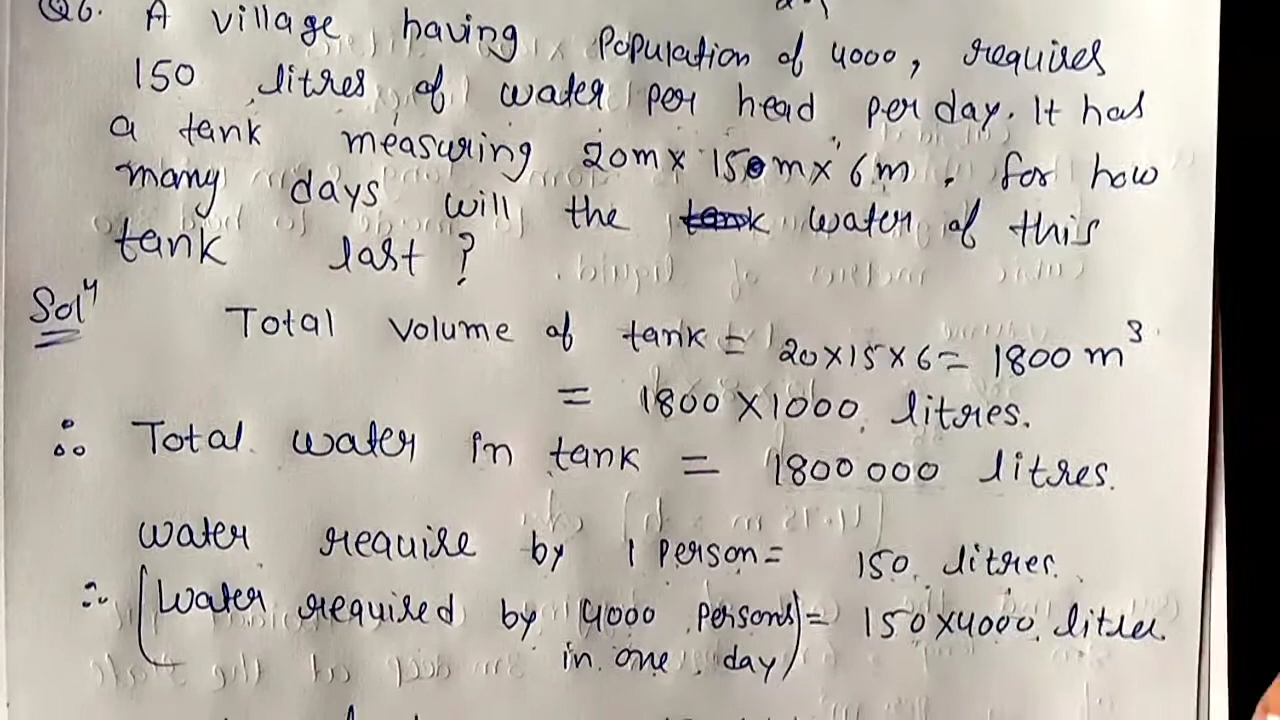 Q6. A village having population of 4000, requires
150 litres of water per head per day. It has
a tank measuring 20m x 15m x 6m. for how
many days will the water of this
tank last?
Sol⁴ Total volume of tank = 20x15x6= 1800 m³
= 1800 X1000 litres.
∴ Total water in tank = 1800000 litres.
water require by 1 person = 150 litres.
∴ (Water required by 4000 persons) = 150x4000 litres.
in one day)